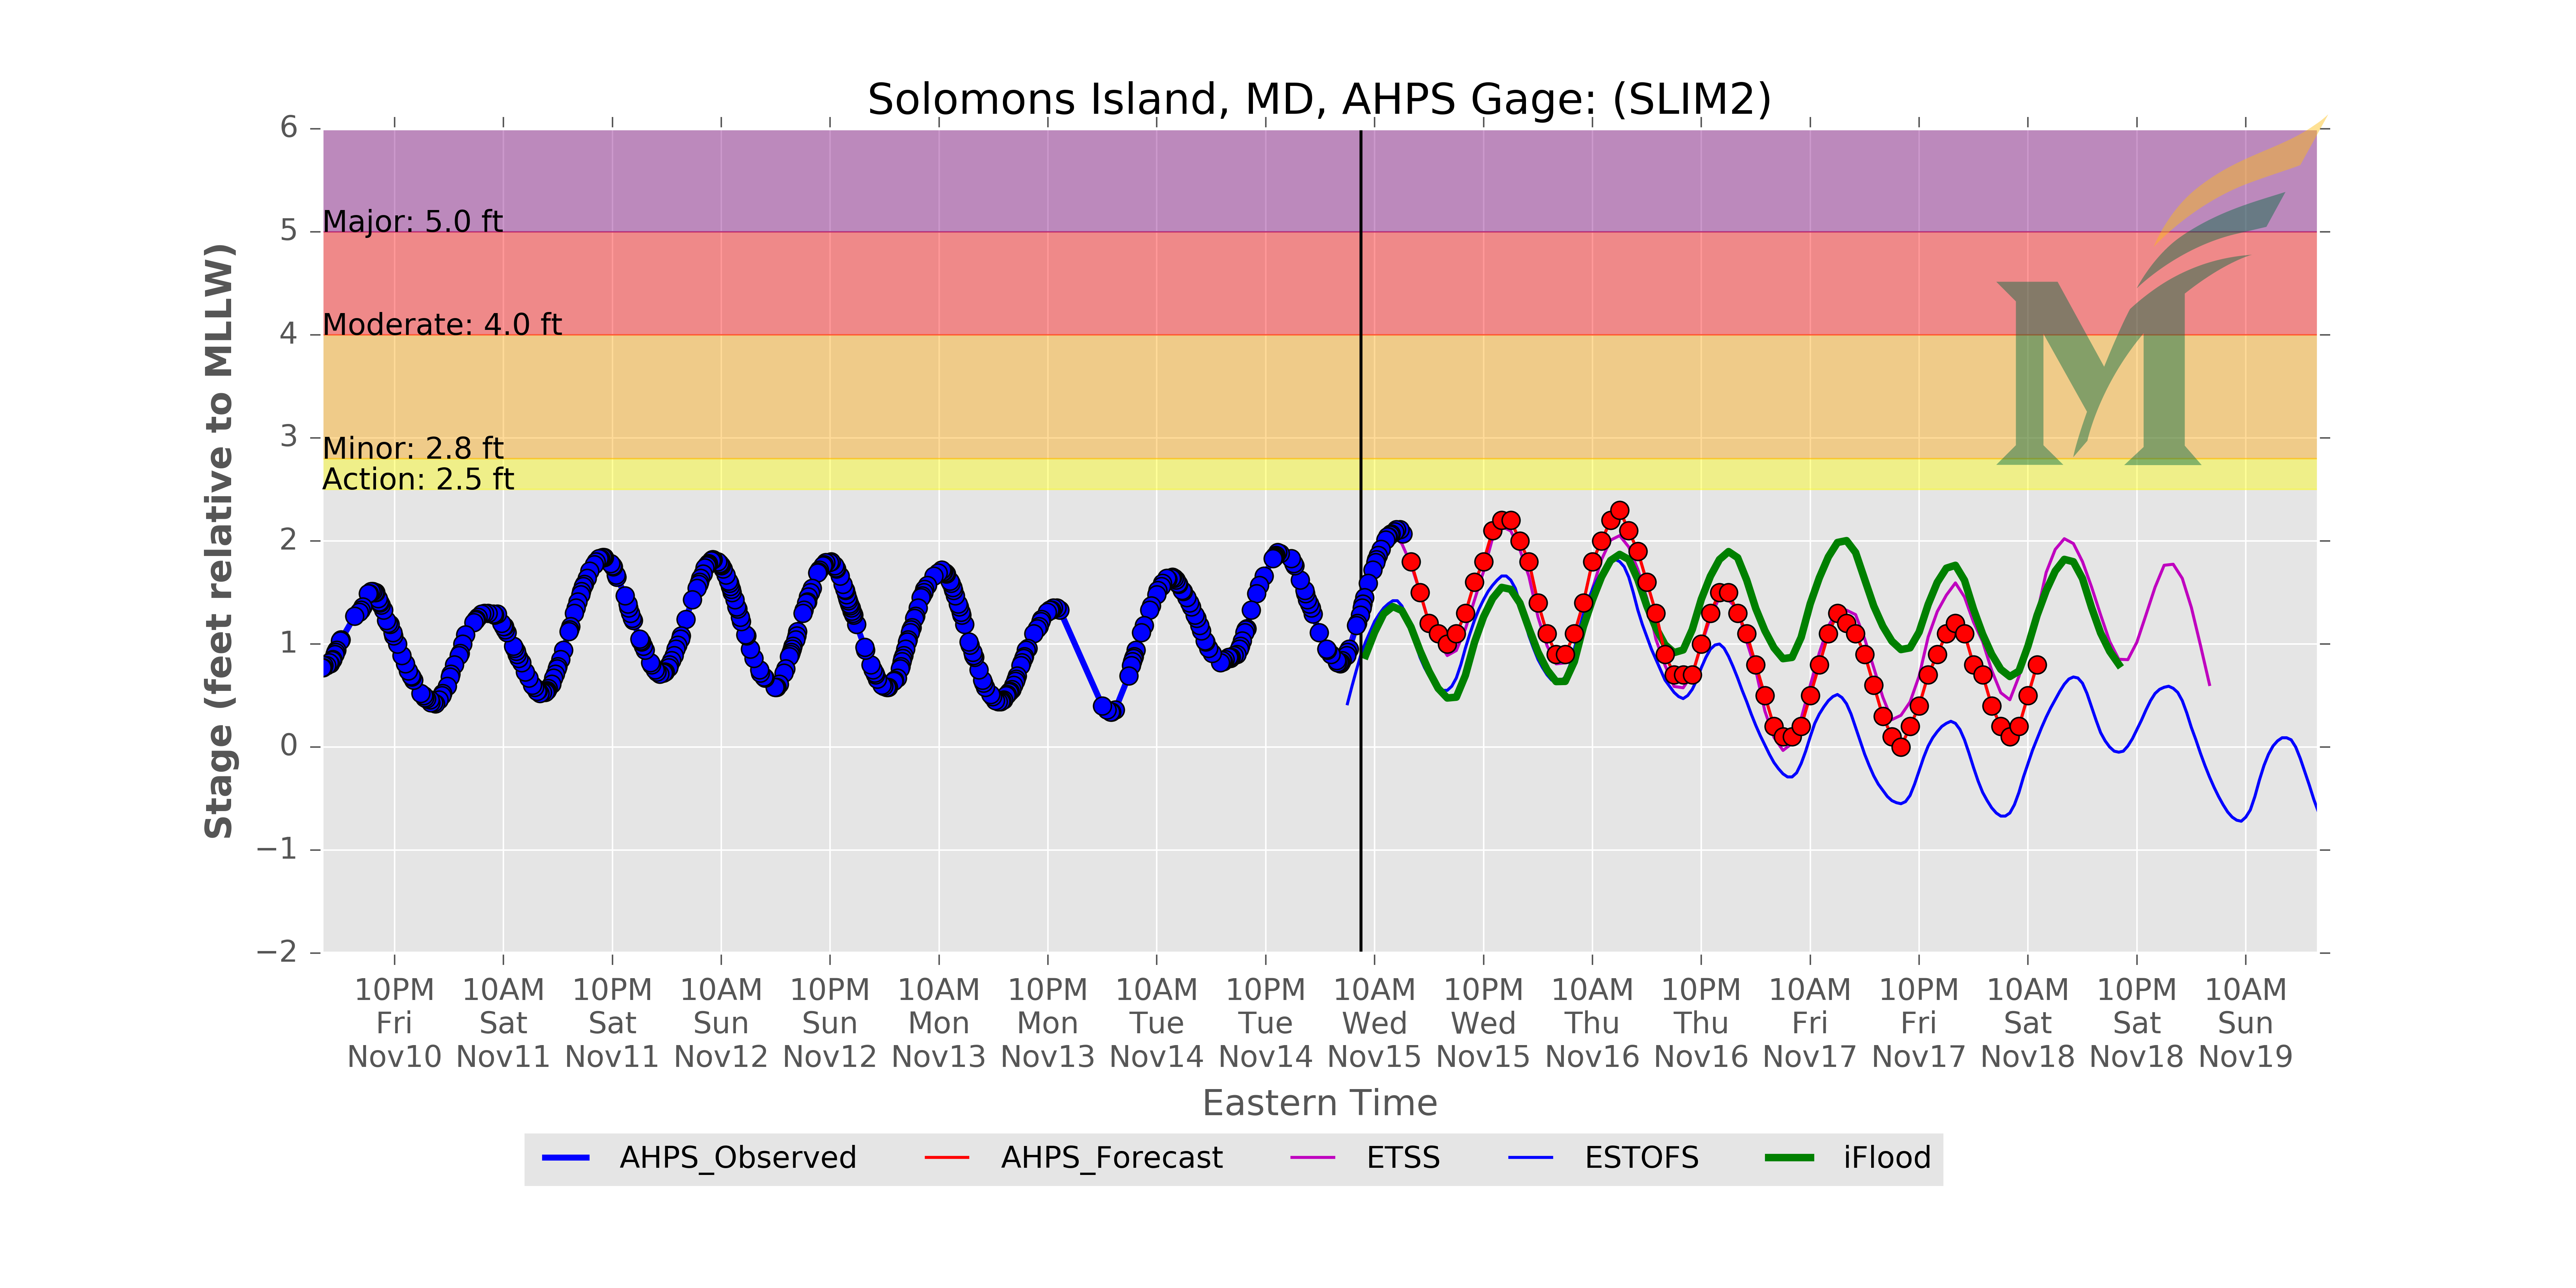 Solomons Island, MD, AHPS Gage: (SLIM2)
Stage (feet relative to MLLW)
6
5
4
3
2
1
0
−1
−2
Major: 5.0 ft
Moderate: 4.0 ft
Minor: 2.8 ft
Action: 2.5 ft
M
10PM 10AM 10PM 10AM 10PM 10AM 10PM 10AM 10PM 10AM 10PM 10AM 10PM 10AM 10PM 10AM 10PM 10AM
Fri Sat Sat Sun Sun Mon Mon Tue Tue Wed Wed Thu Thu Fri Fri Sat Sat Sun
Nov10 Nov11 Nov11 Nov12 Nov12 Nov13 Nov13 Nov14 Nov14 Nov15 Nov15 Nov16 Nov16 Nov17 Nov17 Nov18 Nov18 Nov19
Eastern Time
AHPS_Observed AHPS_Forecast ETSS ESTOFS iFlood